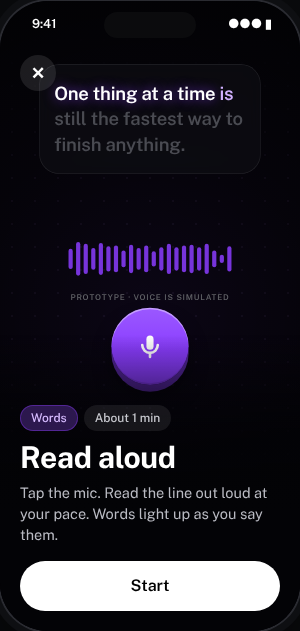 9:41
One thing at a time is
still the fastest way to
finish anything.
PROTOTYPE · VOICE IS SIMULATED
Words
About 1 min
Read aloud
Tap the mic. Read the line out loud at
your pace. Words light up as you say
them.
Start